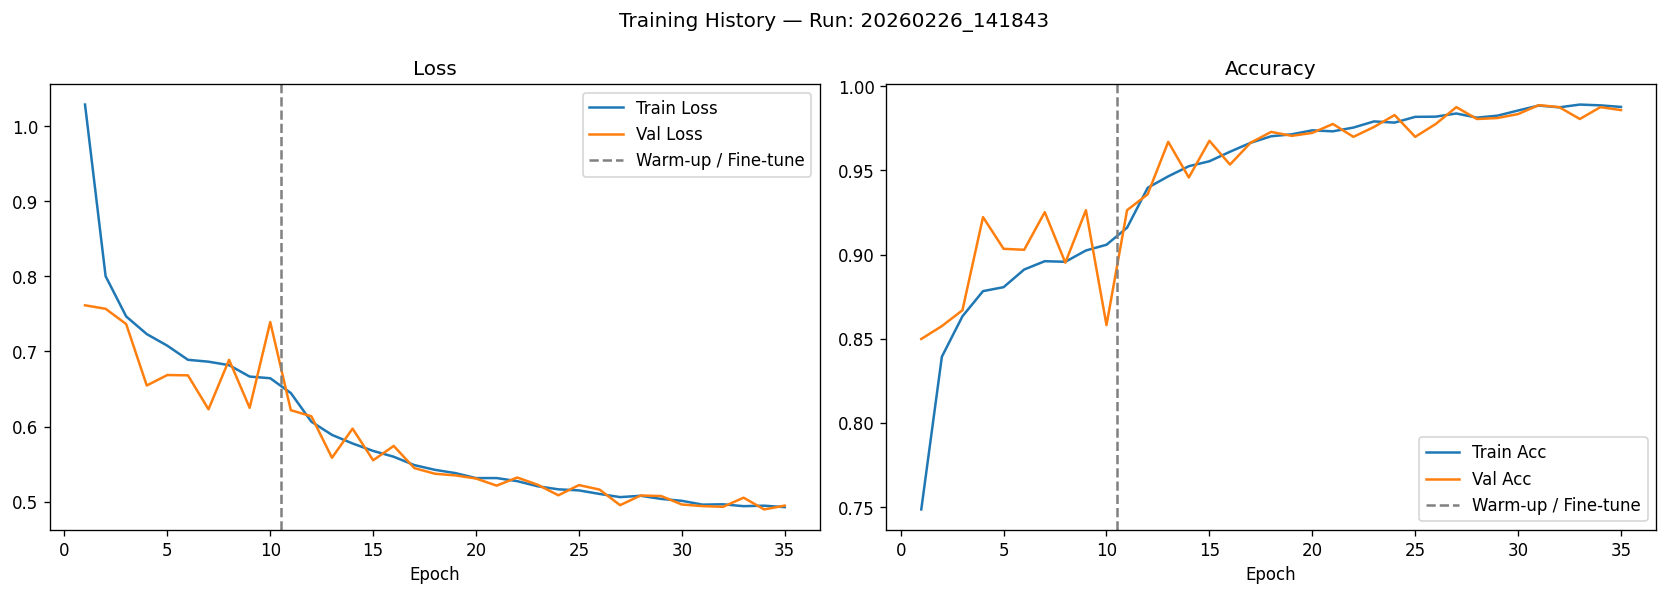 Training History — Run: 20260226_141843
Loss
Train Loss
Val Loss
Warm-up / Fine-tune
1.0
0.9
0.8
0.7
0.6
0.5
0 5 10 15 20 25 30 35
Epoch
Accuracy
1.00
0.95
0.90
0.85
0.80
0.75
Train Acc
Val Acc
Warm-up / Fine-tune
0 5 10 15 20 25 30 35
Epoch